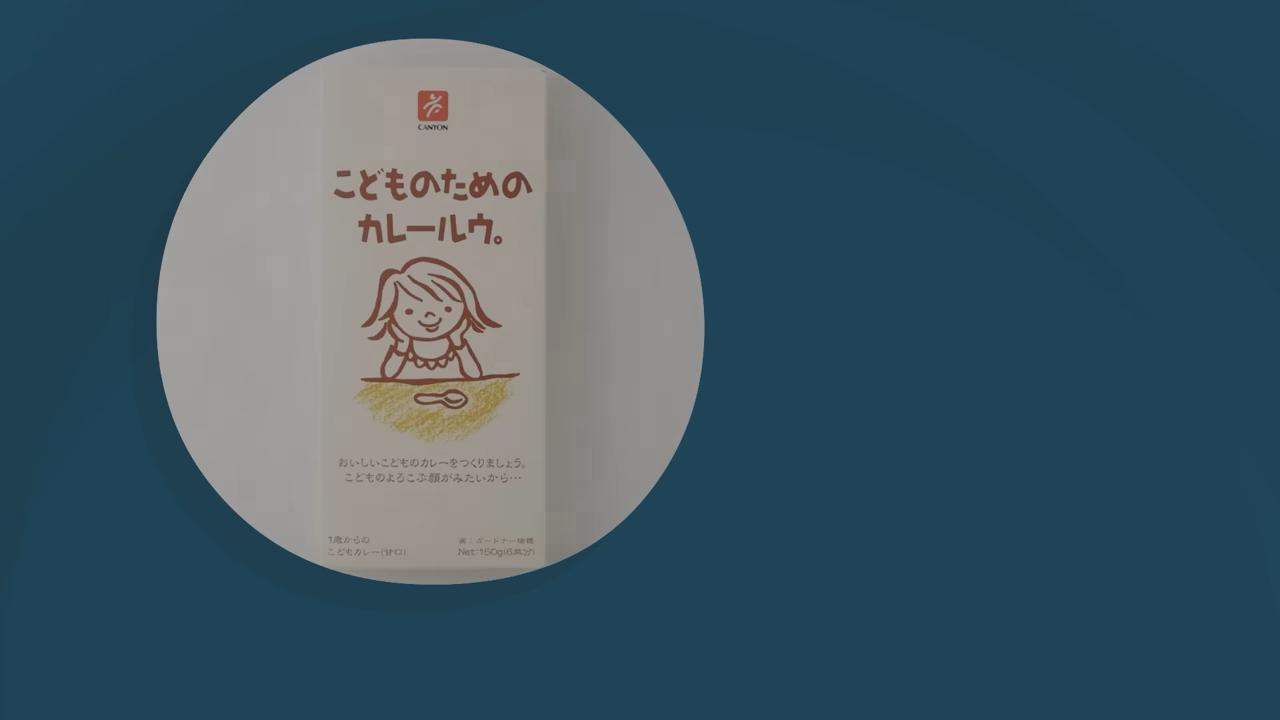 CANYON
こどものための
カレールウ。
おいしいこどものカレーをつくりましょう。
こどものよろこぶ顔がみたいから…
1歳からの
こどもカレー(甘口)
画:
Net:150g(6皿分)